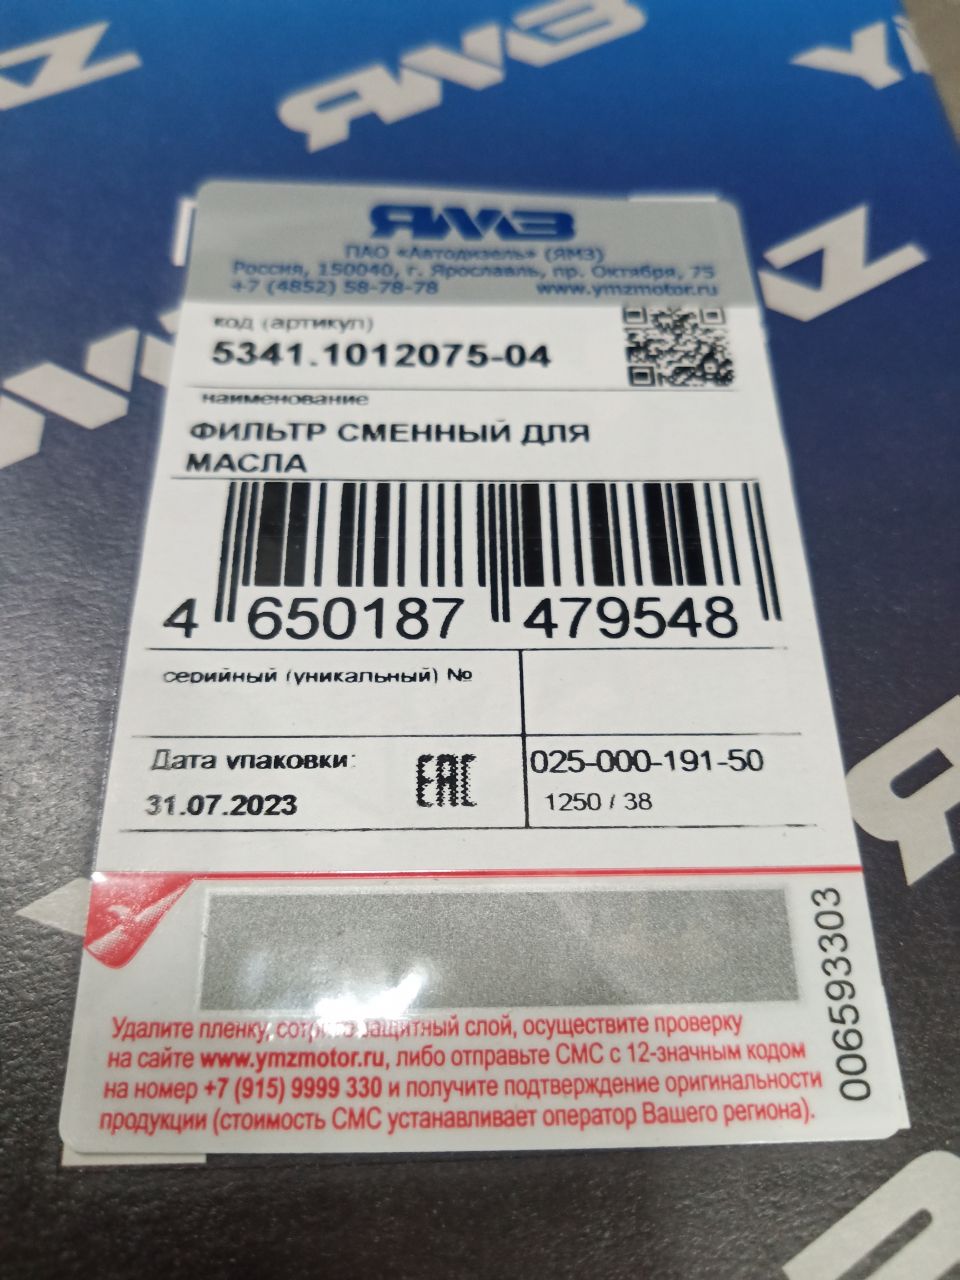 ЯМЗ
ЯМЗ
ПАО «Автодизель» (ЯМЗ)
Россия, 150040, г. Ярославль, пр. Октября, 75
+7 (4852) 58-78-78 www.ymzmotor.ru
код (артикул)
5341.1012075-04
наименование
ФИЛЬТР СМЕННЫЙ ДЛЯ
МАСЛА
4 650187 479548
серийный (уникальный) №
Дата упаковки: EAC 025-000-191-50
31.07.2023 1250 / 38
006593303
Удалите пленку, защитный слой, осуществите проверку
на сайте www.ymzmotor.ru, либо отправьте СМС с 12-значным кодом
на номер +7 (915) 9999 330 и получите подтверждение оригинальности
продукции (стоимость СМС устанавливает оператор Вашего региона).